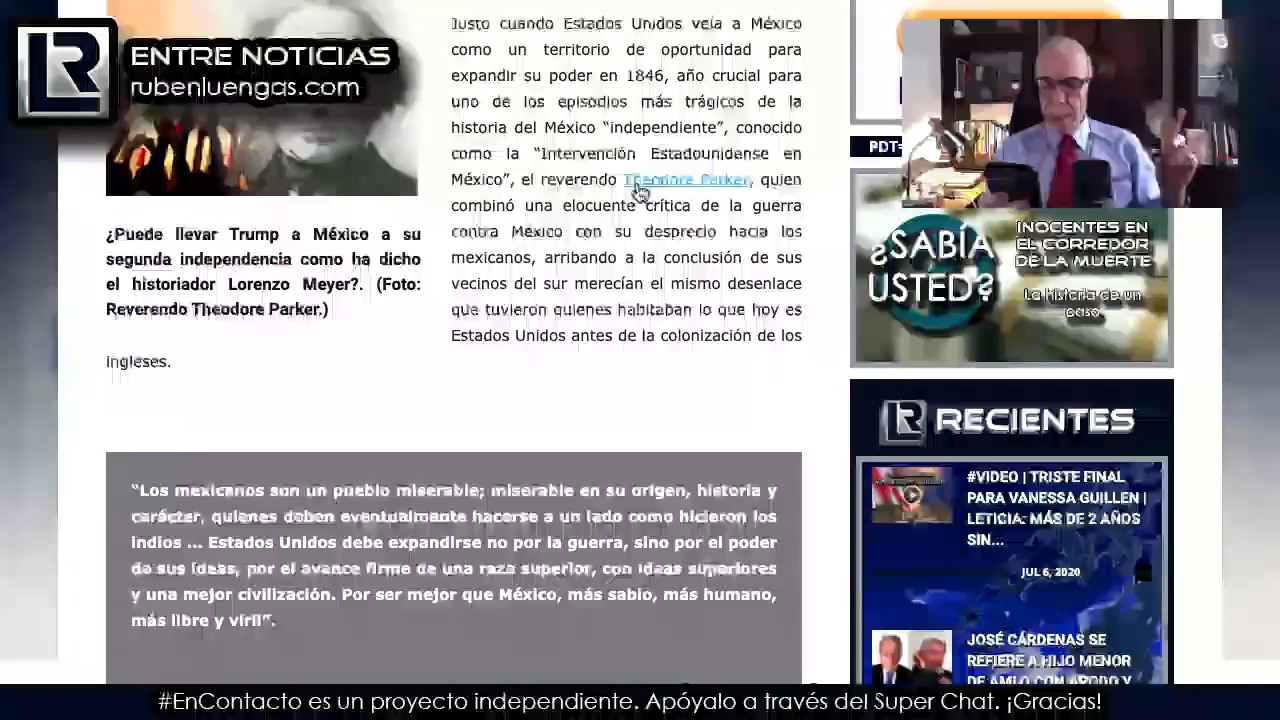 LR
ENTRE NOTICIAS
rubenluengas.com
Justo cuando Estados Unidos veía a México
como un territorio de oportunidad para
expandir su poder en 1846, año crucial para
uno de los episodios más trágicos de la
historia del México “independiente”, conocido
como la “Intervención Estadounidense en
México”, el reverendo Theodore Parker, quien
combinó una elocuente crítica de la guerra
contra México con su desprecio hacia los
mexicanos, arribando a la conclusión de sus
vecinos del sur merecían el mismo desenlace
que tuvieron quienes habitaban lo que hoy es
Estados Unidos antes de la colonización de los
ingleses.
¿Puede llevar Trump a México a su
segunda independencia como ha dicho
el historiador Lorenzo Meyer?. (Foto:
Reverendo Theodore Parker.)
“Los mexicanos son un pueblo miserable; miserable en su origen, historia y
carácter, quienes deben eventualmente hacerse a un lado como hicieron los
indios ... Estados Unidos debe expandirse no por la guerra, sino por el poder
de sus ideas, por el avance firme de una raza superior, con ideas superiores
y una mejor civilización. Por ser mejor que México, más sabio, más humano,
más libre y viril”.
PDT
¿SABÍA
USTED?
INOCENTES EN
EL CORREDOR
DE LA MUERTE
La historia de un
caso
LR RECIENTES
#VIDEO | TRISTE FINAL
PARA VANESSA GUILLEN |
LETICIA: MÁS DE 2 AÑOS
SIN...
JUL 6, 2020
JOSÉ CÁRDENAS SE
REFIERE A HIJO MENOR
DE AMLO CON APODO Y
#EnContacto es un proyecto independiente. Apóyalo a través del Super Chat. ¡Gracias!